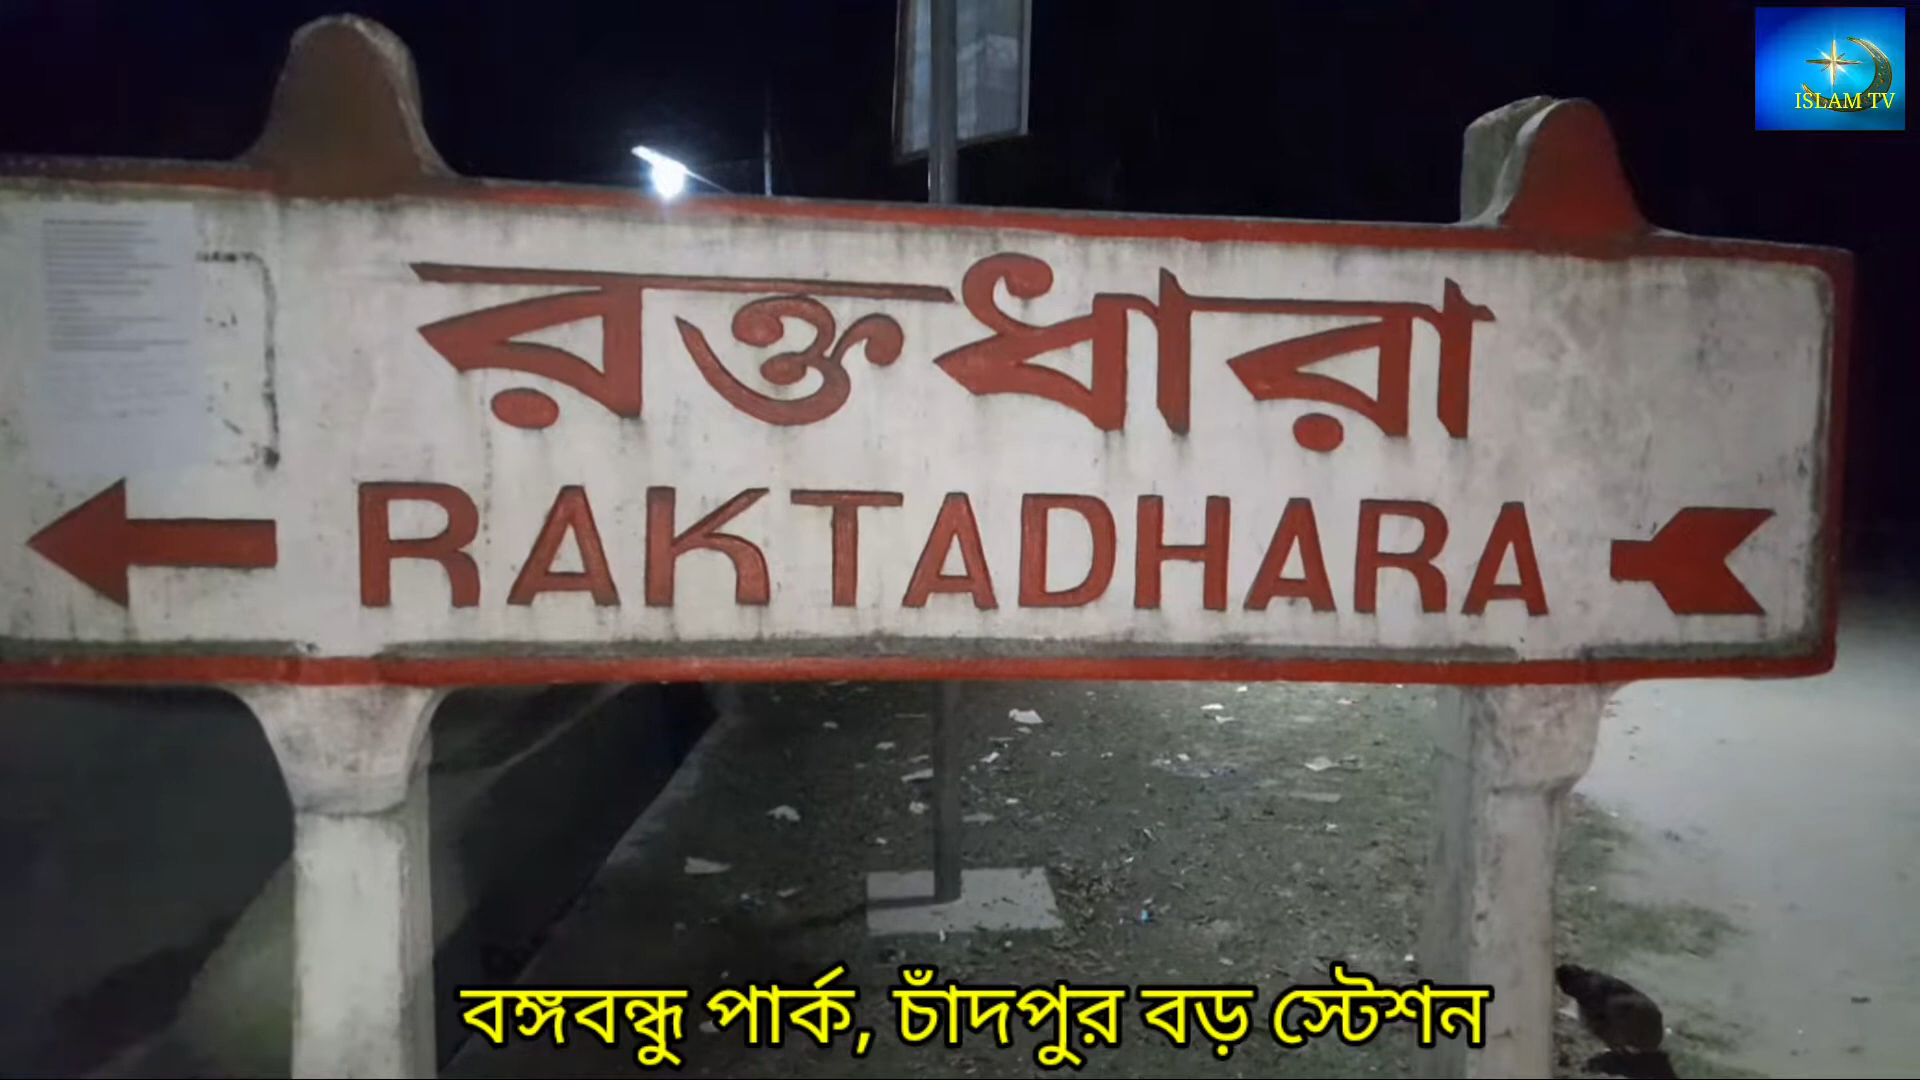 ISLAM TV
রক্তধারা
RAKTADHARA
বঙ্গবন্ধু পার্ক, চাঁদপুর বড় স্টেশন